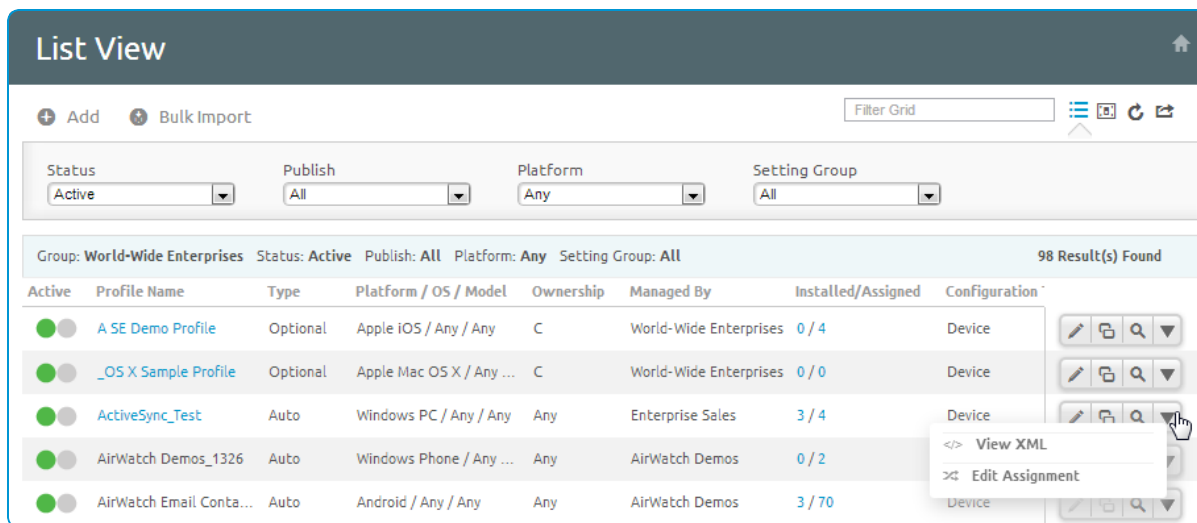 List View
Add Bulk Import Filter Grid
Status Publish Platform Setting Group
Active All Any All
Group: World-Wide Enterprises Status: Active Publish: All Platform: Any Setting Group: All 98 Result(s) Found
Active Profile Name Type Platform / OS / Model Ownership Managed By Installed/Assigned Configuration
A SE Demo Profile Optional Apple iOS / Any / Any C World-Wide Enterprises 0 / 4 Device
_OS X Sample Profile Optional Apple Mac OS X / Any ... C World-Wide Enterprises 0 / 0 Device
ActiveSync_Test Auto Windows PC / Any / Any Any Enterprise Sales 3 / 4 Device
</> View XML
AirWatch Demos_1326 Auto Windows Phone / Any ... Any AirWatch Demos 0 / 2
Edit Assignment
AirWatch Email Conta... Auto Android / Any / Any Any AirWatch Demos 3 / 70 Device